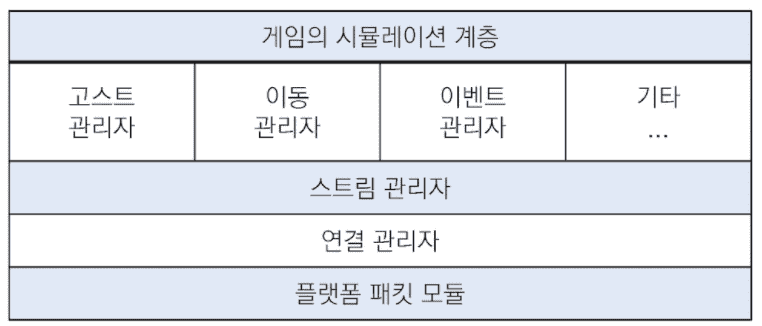 게임의 시뮬레이션 계층
고스트
관리자
이동
관리자
이벤트
관리자
기타
...
스트림 관리자
연결 관리자
플랫폼 패킷 모듈